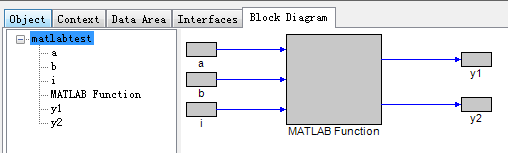 Object Context Data Area Interfaces Block Diagram
matlabtest
a
b
i
MATLAB Function
y1
y2
a
b
i
MATLAB Function
y1
y2